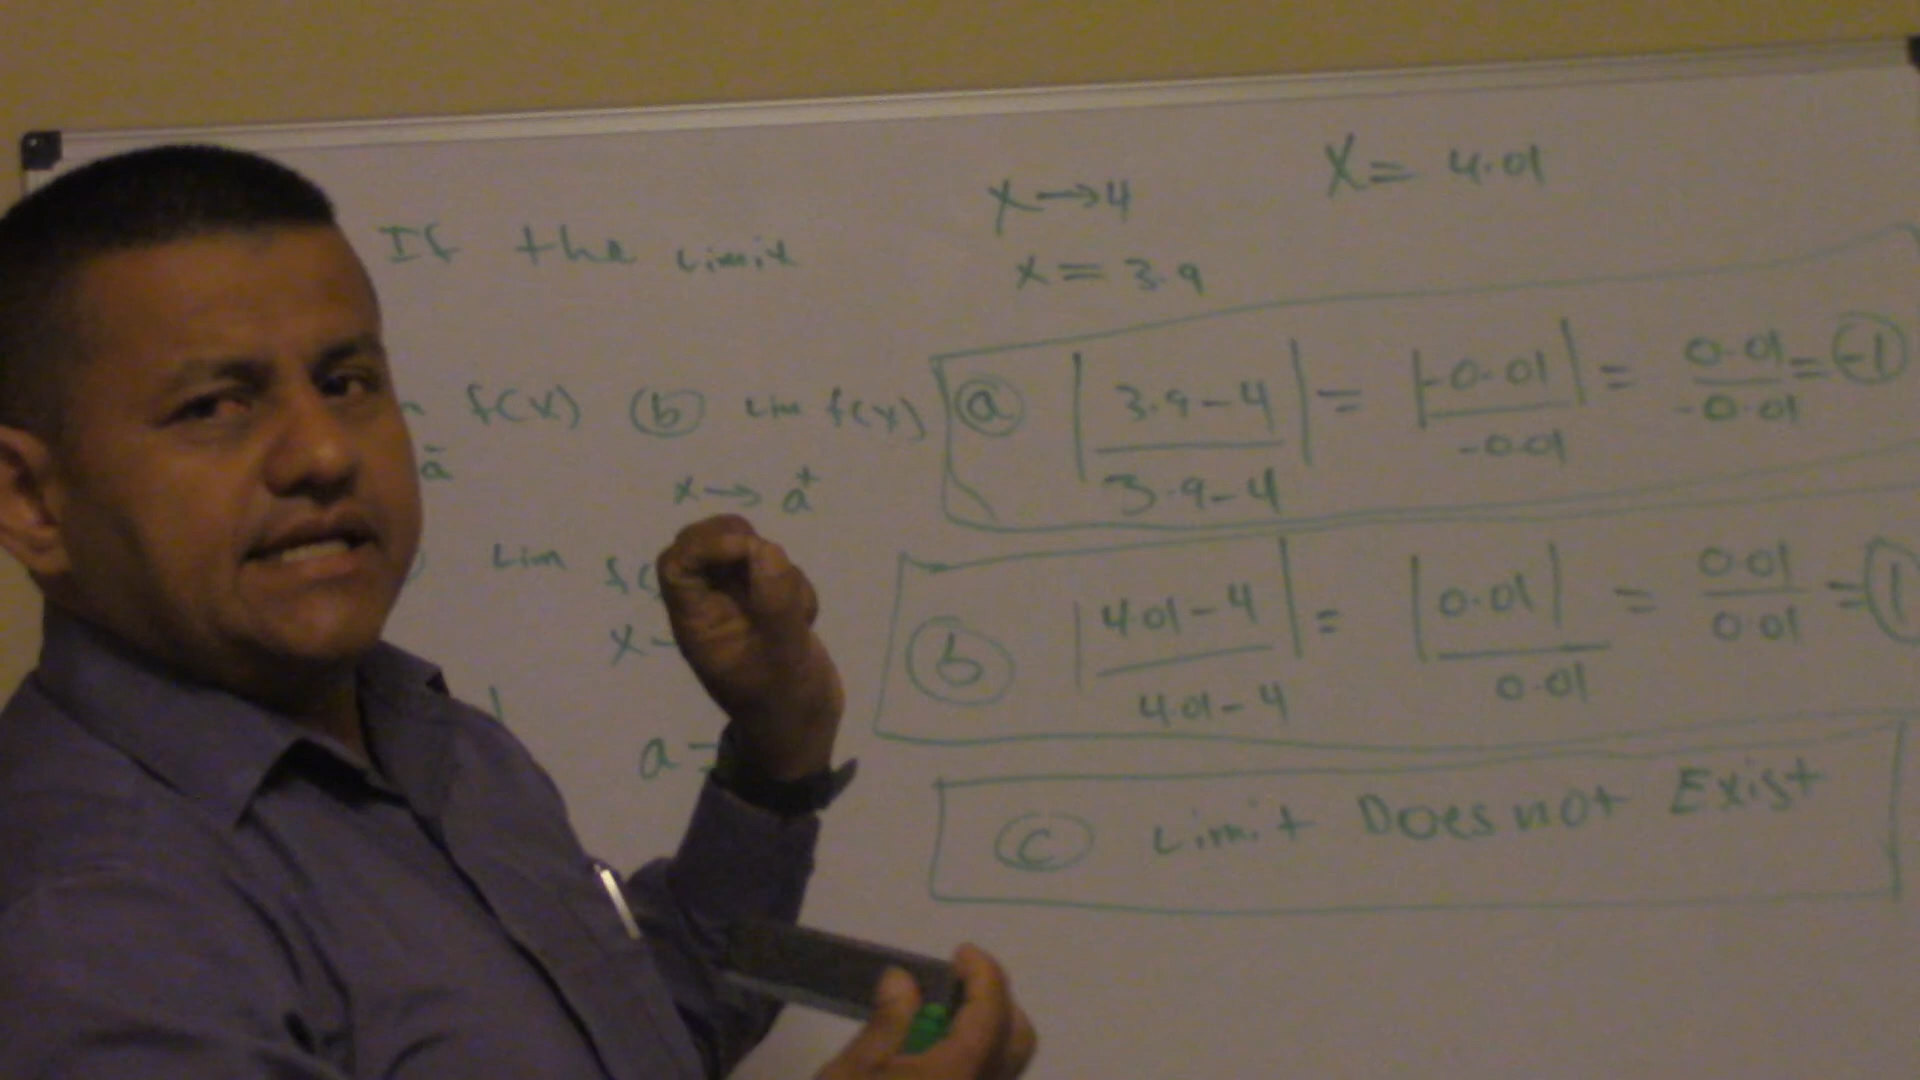 If the Limit
x→4
x = 3.9
X = 4.01
f(x) (b) Lim f(x)
ā
x → a⁺
Lim f(
x
a =
(a) |3.9-4/3.9-4| = |-0.01|/-0.01 = 0.01/-0.01 = -1
(b) |4.01-4/4.01-4| = |0.01|/0.01 = 0.01/0.01 = 1
(c) Limit Does not Exist